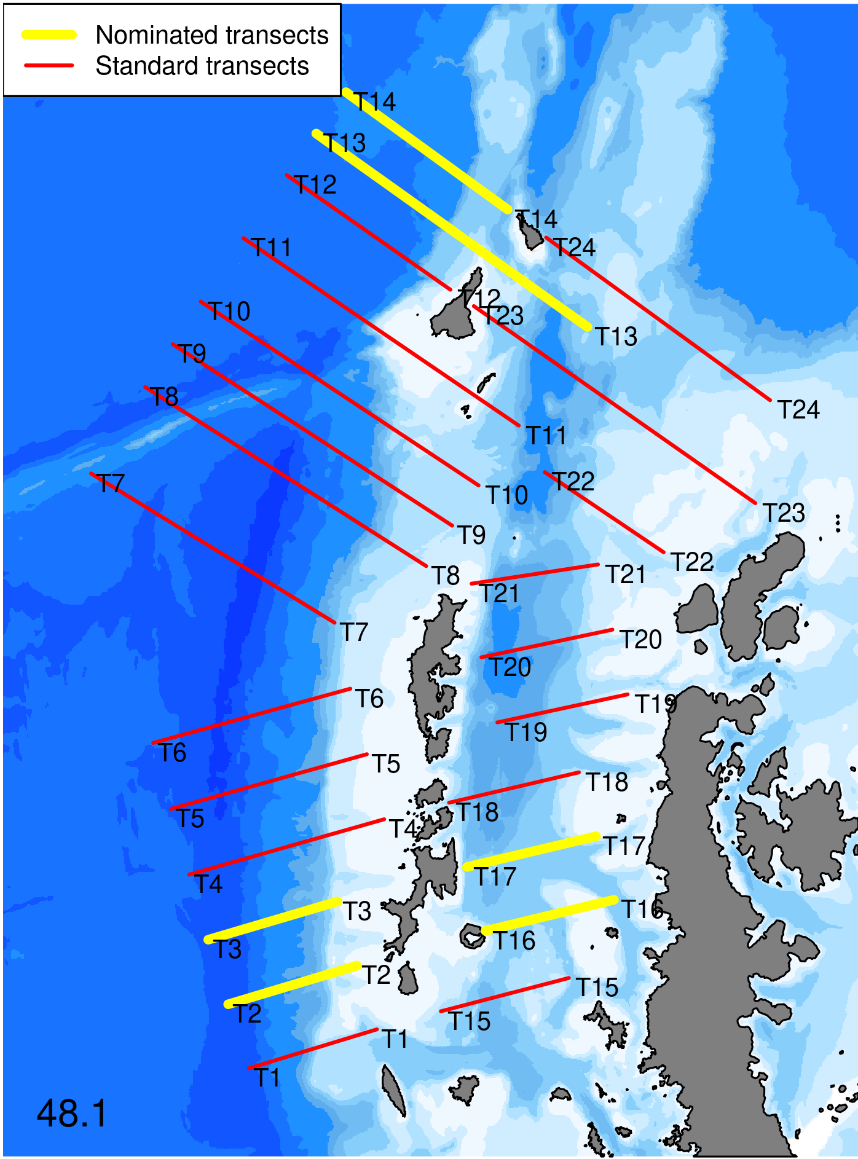 Nominated transects
Standard transects
T14
T13
T12
T14
T11
T24
T12
T10
T23
T13
T9
T8
T24
T11
T22
T7
T10
T23
T9
T22
T8
T21
T21
T7
T20
T20
T6
T19
T19
T6
T5
T18
T18
T5
T4
T17
T17
T4
T3
T16
T16
T3
T2
T15
T2
T15
T1
T1
48.1